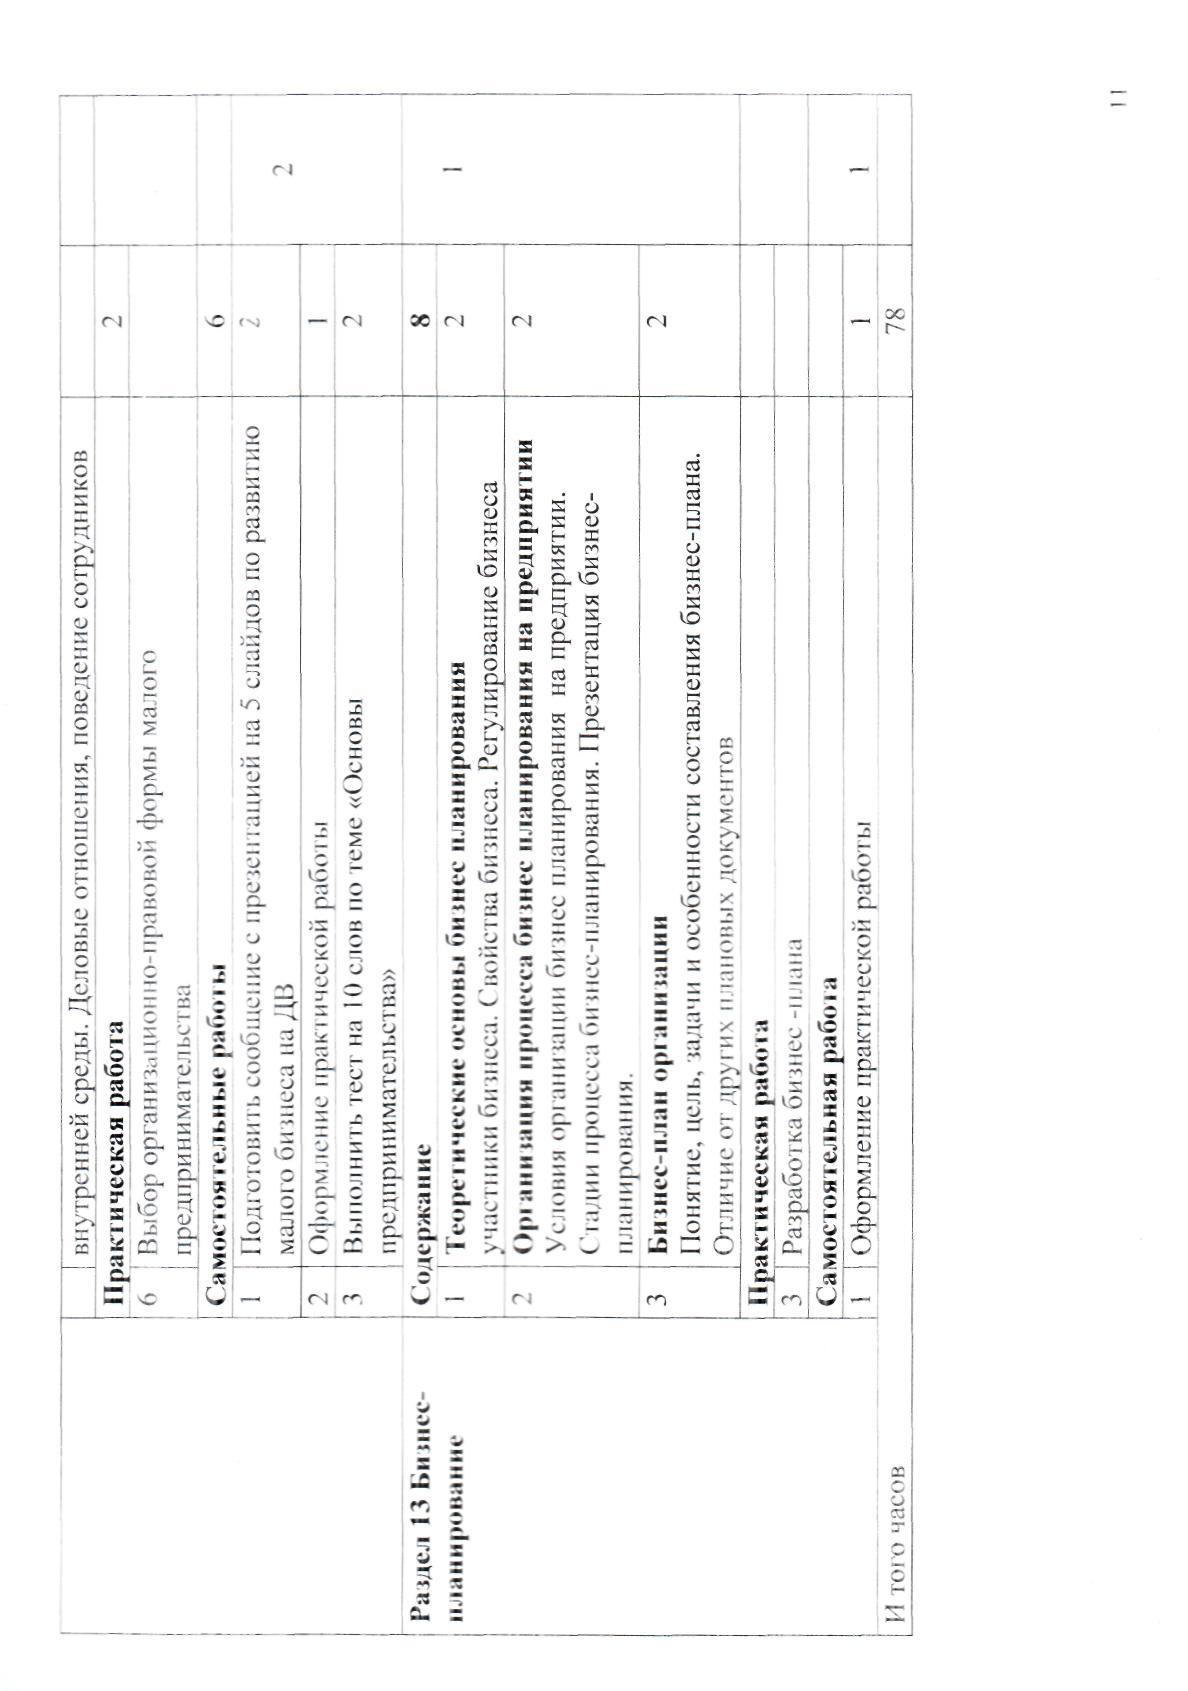 внутренней среды. Деловые отношения, поведение сотрудников
Практическая работа 2
6 Выбор организационно-правовой формы малого
предпринимательства
Самостоятельные работы 6
1 Подготовить сообщение с презентацией на 5 слайдов по развитию 2
малого бизнеса на ДВ 2
2 Оформление практической работы 1
3 Выполнить тест на 10 слов по теме «Основы 2
предпринимательства»
Раздел 13 Бизнес- Содержание 8
планирование 1 Теоретические основы бизнес планирования 2 1
участники бизнеса. Свойства бизнеса. Регулирование бизнеса
2 Организация процесса бизнес планирования на предприятии 2
Условия организации бизнес планирования на предприятии.
Стадии процесса бизнес-планирования. Презентация бизнес-
планирования.
3 Бизнес-план организации 2
Понятие, цель, задачи и особенности составления бизнес-плана.
Отличие от других плановых документов
Практическая работа
3 Разработка бизнес -плана
Самостоятельная работа
1 Оформление практической работы 1 1
И того часов 78
11